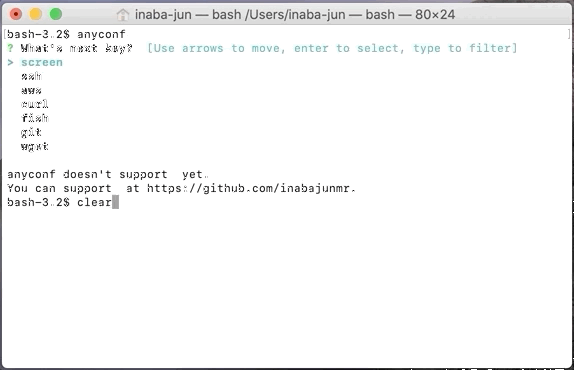 inaba-jun — bash /Users/inaba-jun — bash — 80×24
bash-3.2$ anyconf
? What's next key? [Use arrows to move, enter to select, type to filter]
> screen
ssh
aws
curl
fish
git
wget
anyconf doesn't support  yet.
You can support  at https://github.com/inabajunmr.
bash-3.2$ clear